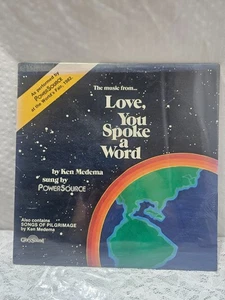 As performed by
POWERSOURCE
at the World's Fair, 1982
The music from...
Love,
You Spoke
a
Word
by Ken Medema
sung by
POWERSOURCE
Also contains
SONGS OF PILGRIMAGE
by Ken Medema